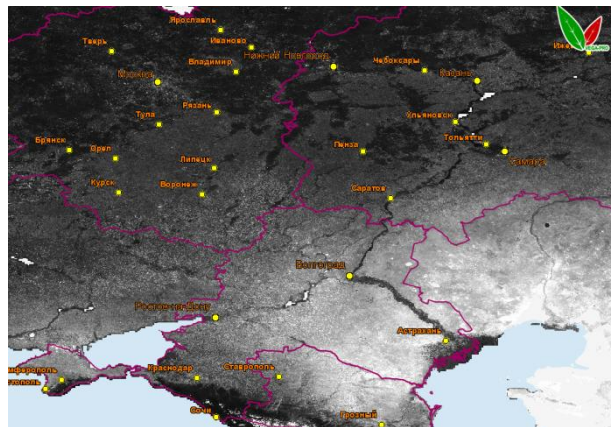 Ярославль
Тверь
Иваново
Нижний Новгород
Владимир
Чебоксары
Казань
Москва
Рязань
Тула
Ульяновск
Тольятти
Брянск
Орел
Пенза
Самара
Липецк
Курск
Воронеж
Саратов
Волгоград
Ростов-на-Дону
Астрахань
Краснодар
Ставрополь
Сочи
Грозный